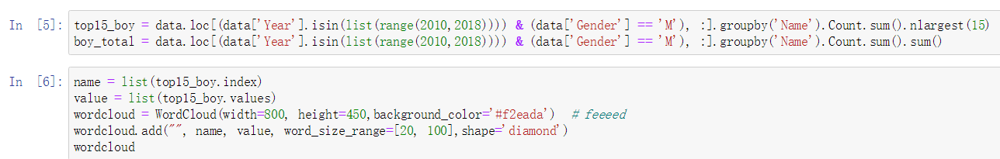 In [5]: top15_boy = data.loc[(data['Year'].isin(list(range(2010,2018)))) & (data['Gender'] == 'M'), :].groupby('Name').Count.sum().nlargest(15)
boy_total = data.loc[(data['Year'].isin(list(range(2010,2018)))) & (data['Gender'] == 'M'), :].groupby('Name').Count.sum().sum()
In [6]: name = list(top15_boy.index)
value = list(top15_boy.values)
wordcloud = WordCloud(width=800, height=450,background_color='#f2eada')  # feeeed
wordcloud.add("", name, value, word_size_range=[20, 100],shape='diamond')
wordcloud